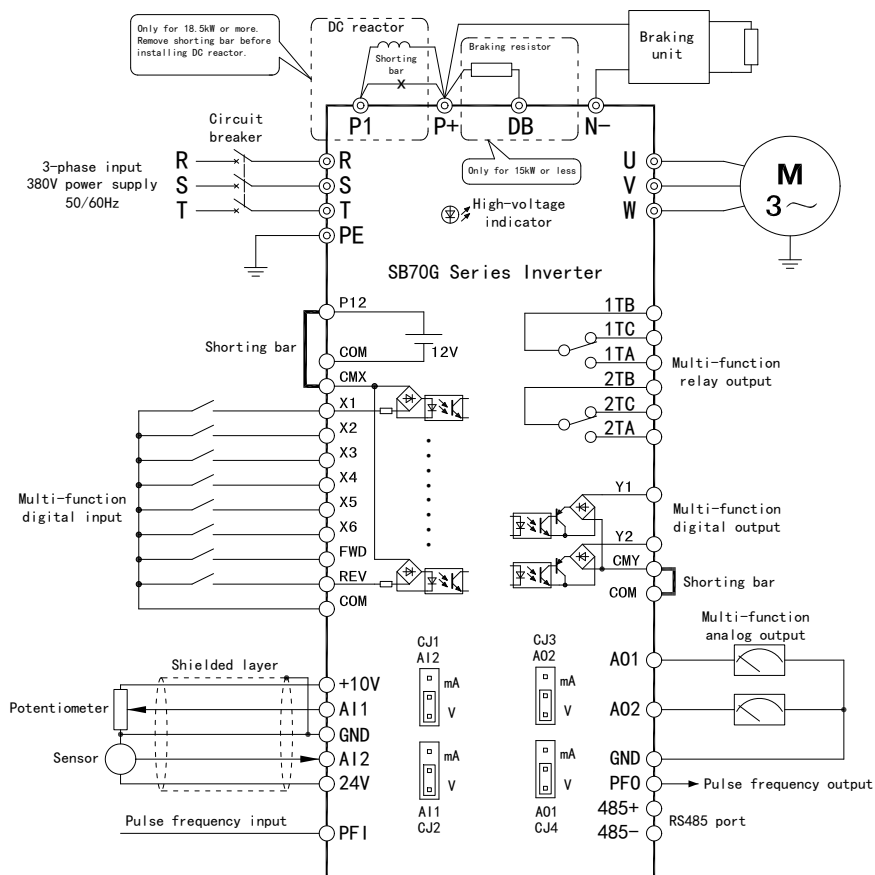 Only for 18.5kW or more.
Remove shorting bar before
installing DC reactor.
DC reactor
Shorting
bar
Braking resistor
Braking
unit
P1
P+
DB
N-
Only for 15kW or less
Circuit
breaker
3-phase input
380V power supply
50/60Hz
R
S
T
R
S
T
PE
High-voltage
indicator
U
V
W
M
3~
SB70G Series Inverter
P12
COM
CMX
12V
Shorting bar
X1
X2
X3
X4
X5
X6
FWD
REV
COM
Multi-function
digital input
1TB
1TC
1TA
2TB
2TC
2TA
Multi-function
relay output
Y1
Y2
CMY
COM
Multi-function
digital output
Shorting bar
Multi-function
analog output
Shielded layer
Potentiometer
Sensor
+10V
AI1
GND
AI2
24V
Pulse frequency input
PFI
CJ1
AI2
mA
V
mA
V
AI1
CJ2
CJ3
AO2
mA
V
mA
V
AO1
CJ4
AO1
AO2
GND
PFO
Pulse frequency output
485+
485-
RS485 port